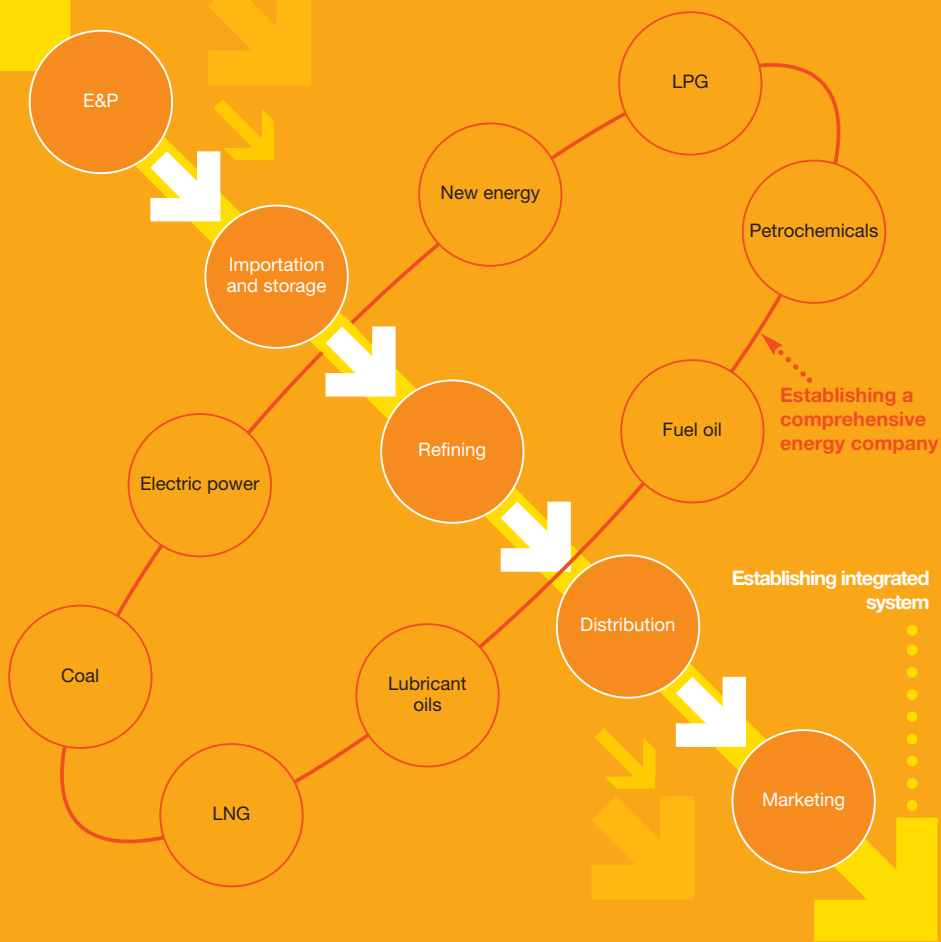 LPG
E&P
New energy
Petrochemicals
Importation
and storage
Establishing a
comprehensive
energy company
Fuel oil
Refining
Electric power
Establishing integrated
system
Distribution
Coal
Lubricant
oils
Marketing
LNG